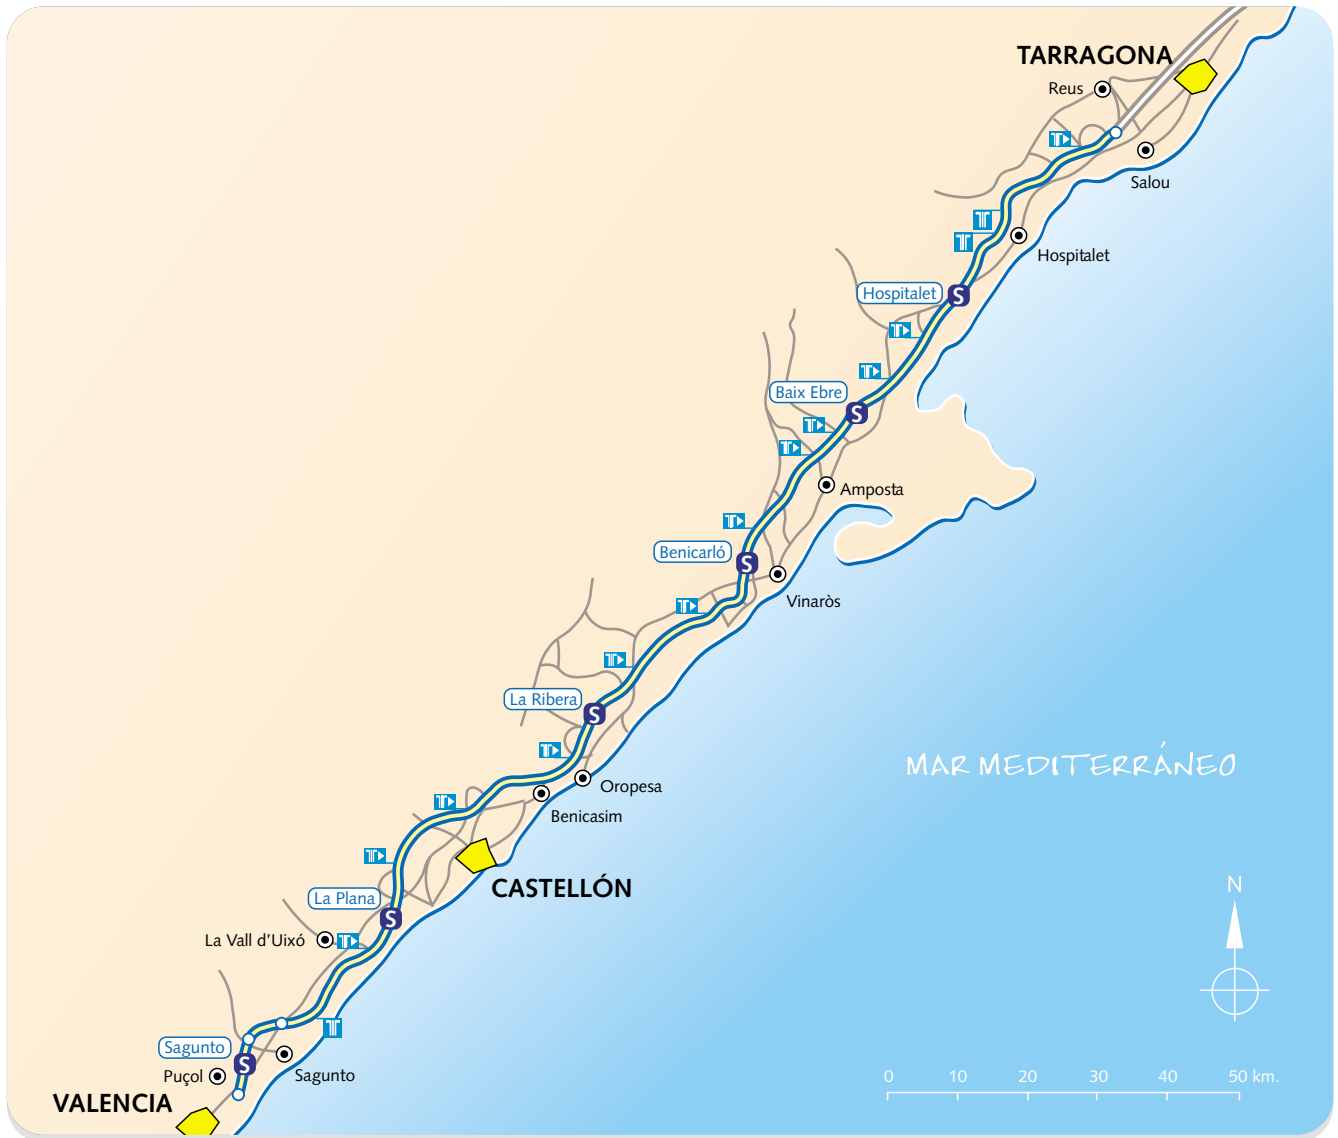 TARRAGONA
Reus
Salou
Hospitalet
Hospitalet
S
Baix Ebre
S
Amposta
Benicarló
S
Vinaròs
La Ribera
S
MAR MEDITERRÁNEO
Oropesa
Benicasim
CASTELLÓN
N
La Plana
S
La Vall d'Uixó
Sagunto
S
Puçol
Sagunto
0 10 20 30 40 50 km.
VALENCIA